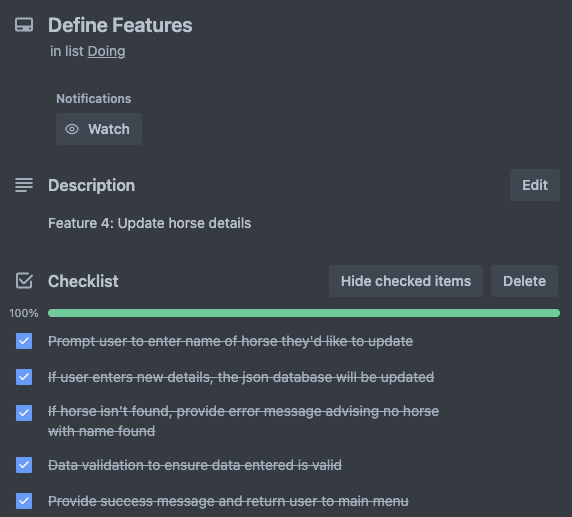 Define Features
in list Doing
Notifications
Watch
Description
Edit
Feature 4: Update horse details
Checklist
Hide checked items
Delete
100%
Prompt user to enter name of horse they'd like to update
If user enters new details, the json database will be updated
If horse isn't found, provide error message advising no horse
with name found
Data validation to ensure data entered is valid
Provide success message and return user to main menu